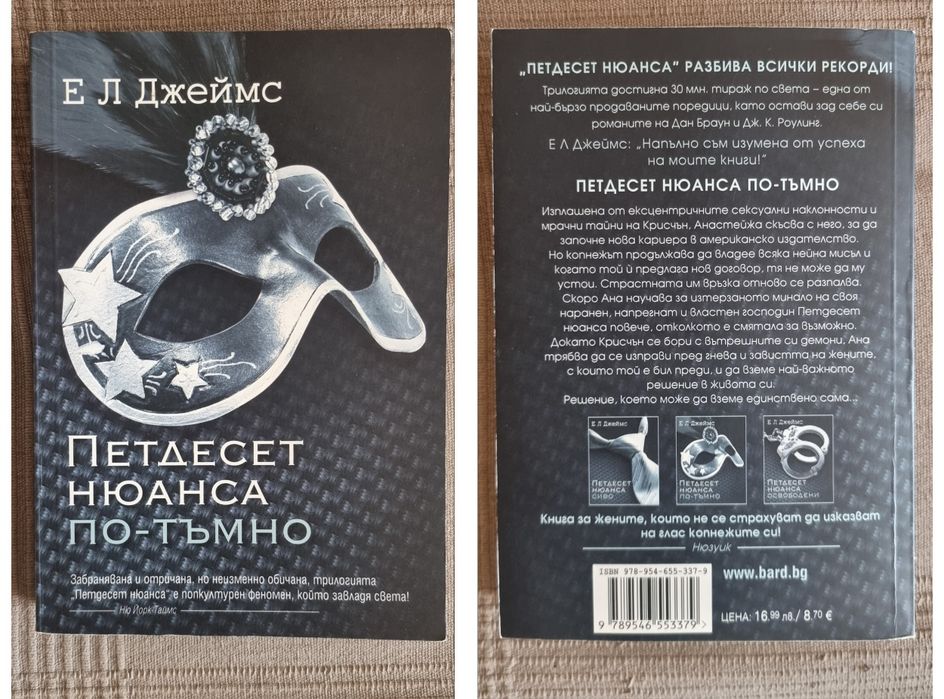 Е Л Джеймс
Петдесет
нюанса
по-тъмно
Забранявана и отричана, но неизменно обичана, трилогията
„Петдесет нюанса“ е попкултурен феномен, който завладя света!
Ню Йорк Таймс
„ПЕТДЕСЕТ НЮАНСА” РАЗБИВА ВСИЧКИ РЕКОРДИ!
Трилогията достигна 30 млн. тираж по света – една от
най-бързо продаваните поредици, като остави зад себе си
романите на Дан Браун и Дж. К. Роулинг.
Е Л Джеймс: „Напълно съм изумена от успеха
на моите книги!”
ПЕТДЕСЕТ НЮАНСА ПО-ТЪМНО
Изплашена от ексцентричните сексуални наклонности и
мрачни тайни на Крисчън, Анастейжа скъсва с него, за да
започне нова кариера в американско издателство.
Но копнежът продължава да владее всяка нейна мисъл и
когато той ѝ предлага нов договор, тя не може да му
устои. Страстната им връзка отново се разпалва.
Скоро Ана научава за изтерзаното минало на своя
наранен, напрегнат и властен господин Петдесет
нюанса повече, отколкото е смятала за възможно.
Докато Крисчън се бори с вътрешните си демони, Ана
трябва да се изправи пред гнева и завистта на жените,
с които той е бил преди, и да вземе най-важното
решение в живота си.
Решение, което може да вземе единствено сама...
Е Л Джеймс
Петдесет
нюанса
сиво
Е Л Джеймс
Петдесет
нюанса
по-тъмно
Е Л Джеймс
Петдесет
нюанса
освободени
Книга за жените, които не се страхуват да изказват
на глас копнежите си!
Нюзуик
ISBN 978-954-655-337-9
9 789546 553379 >
www.bard.bg
ЦЕНА: 16.99 лв./ 8.70 €